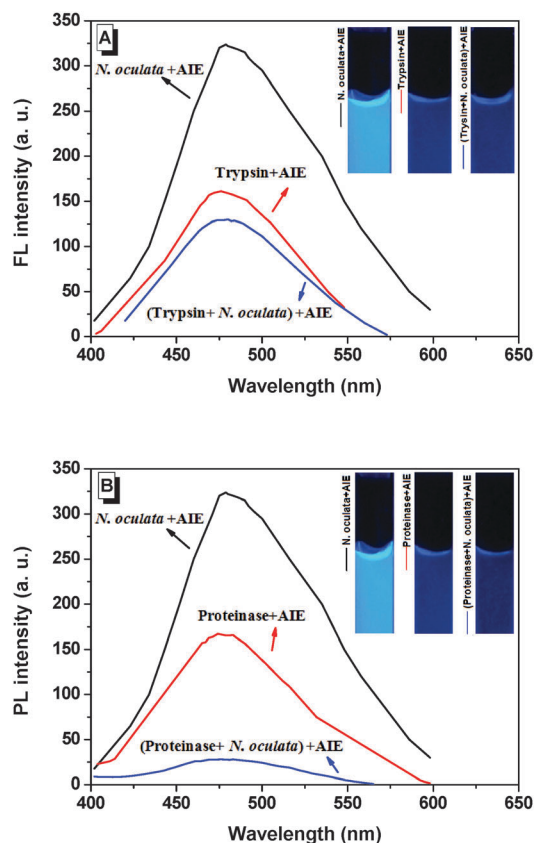 A
N. oculata +AIE
Trypsin+AIE
(Trypsin+ N. oculata) +AIE
N. oculata+AIE
Trypsin+AIE
(Trysin+N. oculata)+AIE
FL intensity (a. u.)
350
300
250
200
150
100
50
0
400 450 500 550 600 650
Wavelength (nm)
B
N. oculata +AIE
Proteinase+AIE
(Proteinase+ N. oculata) +AIE
N. oculata+AIE
Proteinase+AIE
(Proteinase+N. oculata)+AIE
PL intensity (a. u.)
350
300
250
200
150
100
50
0
400 450 500 550 600 650
Wavelength (nm)